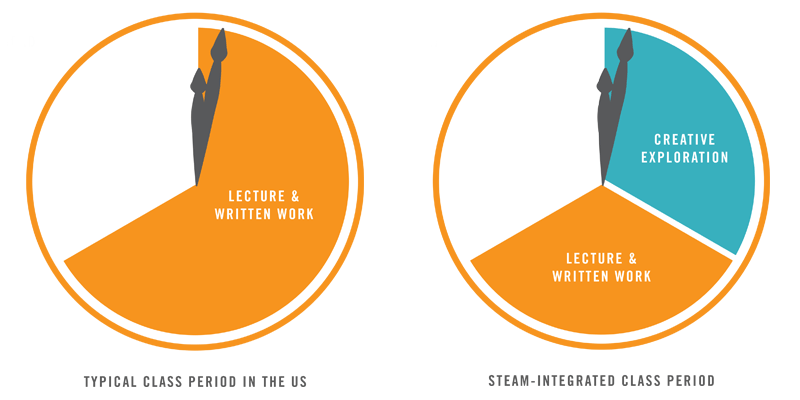 LECTURE &
WRITTEN WORK
TYPICAL CLASS PERIOD IN THE US
CREATIVE
EXPLORATION
LECTURE &
WRITTEN WORK
STEAM-INTEGRATED CLASS PERIOD